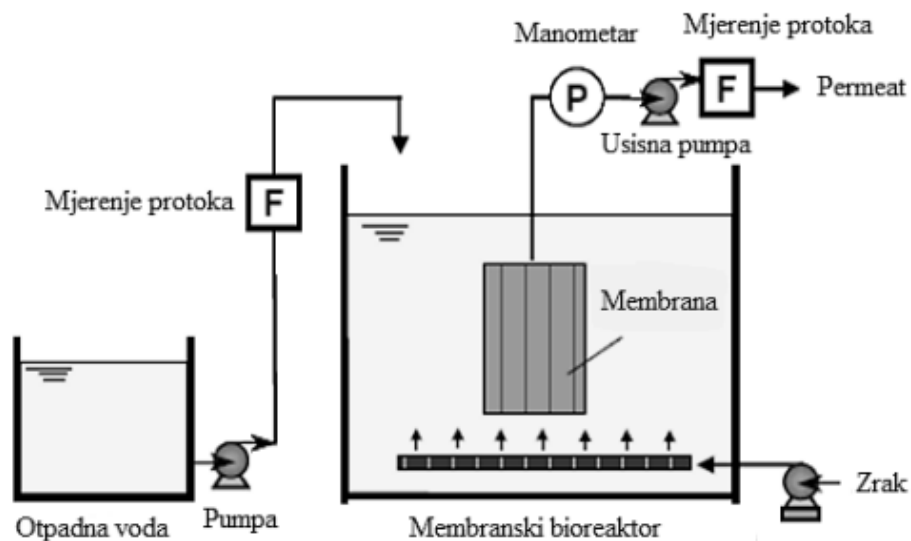 Manometar
Mjerenje protoka
P
F
Permeat
Usisna pumpa
Mjerenje protoka
F
Membrana
Zrak
Otpadna voda
Pumpa
Membranski bioreaktor